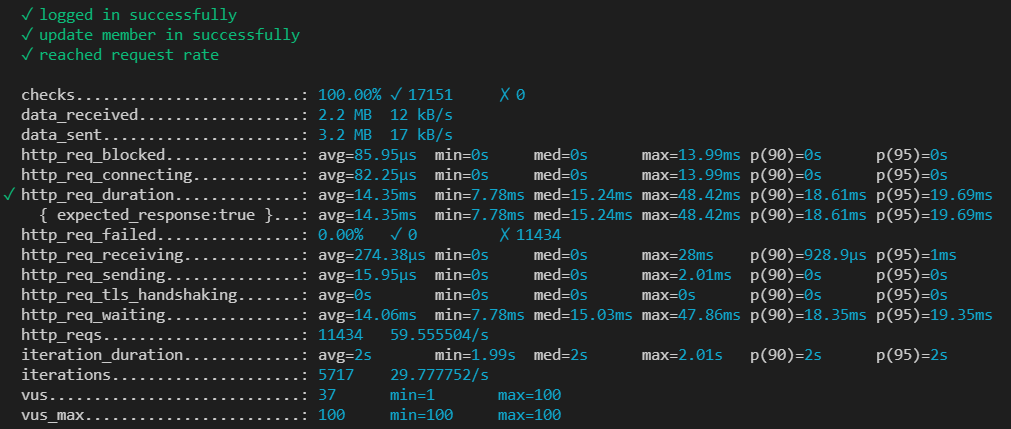 ✓ logged in successfully
✓ update member in successfully
✓ reached request rate
checks.........................: 100.00% ✓ 17151 ✗ 0
data_received..................: 2.2 MB 12 kB/s
data_sent......................: 3.2 MB 17 kB/s
http_req_blocked...............: avg=85.95µs min=0s med=0s max=13.99ms p(90)=0s p(95)=0s
http_req_connecting............: avg=82.25µs min=0s med=0s max=13.99ms p(90)=0s p(95)=0s
✓ http_req_duration..............: avg=14.35ms min=7.78ms med=15.24ms max=48.42ms p(90)=18.61ms p(95)=19.69ms
{ expected_response:true }...: avg=14.35ms min=7.78ms med=15.24ms max=48.42ms p(90)=18.61ms p(95)=19.69ms
http_req_failed................: 0.00% ✓ 0 ✗ 11434
http_req_receiving.............: avg=274.38µs min=0s med=0s max=28ms p(90)=928.9µs p(95)=1ms
http_req_sending...............: avg=15.95µs min=0s med=0s max=2.01ms p(90)=0s p(95)=0s
http_req_tls_handshaking.......: avg=0s min=0s med=0s max=0s p(90)=0s p(95)=0s
http_req_waiting...............: avg=14.06ms min=7.78ms med=15.03ms max=47.86ms p(90)=18.35ms p(95)=19.35ms
http_reqs......................: 11434 59.555504/s
iteration_duration.............: avg=2s min=1.99s med=2s max=2.01s p(90)=2s p(95)=2s
iterations.....................: 5717 29.777752/s
vus............................: 37 min=1 max=100
vus_max........................: 100 min=100 max=100